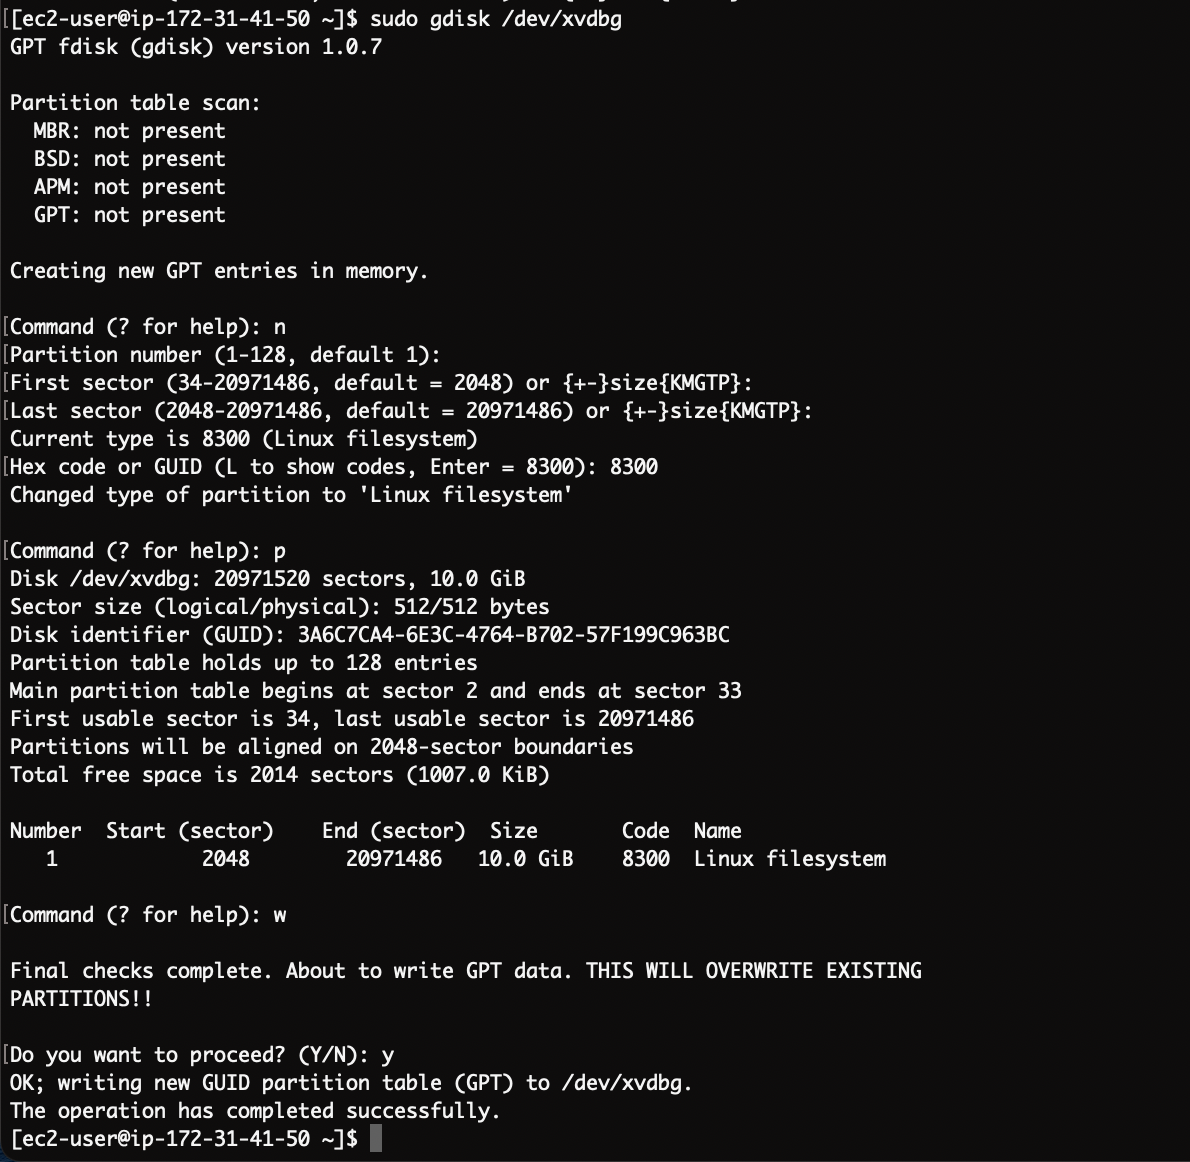 [ec2-user@ip-172-31-41-50 ~]$ sudo gdisk /dev/xvdbg
GPT fdisk (gdisk) version 1.0.7
Partition table scan:
MBR: not present
BSD: not present
APM: not present
GPT: not present
Creating new GPT entries in memory.
Command (? for help): n
Partition number (1-128, default 1):
First sector (34-20971486, default = 2048) or {+-}size{KMGTP}:
Last sector (2048-20971486, default = 20971486) or {+-}size{KMGTP}:
Current type is 8300 (Linux filesystem)
Hex code or GUID (L to show codes, Enter = 8300): 8300
Changed type of partition to 'Linux filesystem'
Command (? for help): p
Disk /dev/xvdbg: 20971520 sectors, 10.0 GiB
Sector size (logical/physical): 512/512 bytes
Disk identifier (GUID): 3A6C7CA4-6E3C-4764-B702-57F199C963BC
Partition table holds up to 128 entries
Main partition table begins at sector 2 and ends at sector 33
First usable sector is 34, last usable sector is 20971486
Partitions will be aligned on 2048-sector boundaries
Total free space is 2014 sectors (1007.0 KiB)
Number  Start (sector)    End (sector)  Size       Code  Name
1            2048        20971486   10.0 GiB    8300  Linux filesystem
Command (? for help): w
Final checks complete. About to write GPT data. THIS WILL OVERWRITE EXISTING
PARTITIONS!!
Do you want to proceed? (Y/N): y
OK; writing new GUID partition table (GPT) to /dev/xvdbg.
The operation has completed successfully.
[ec2-user@ip-172-31-41-50 ~]$